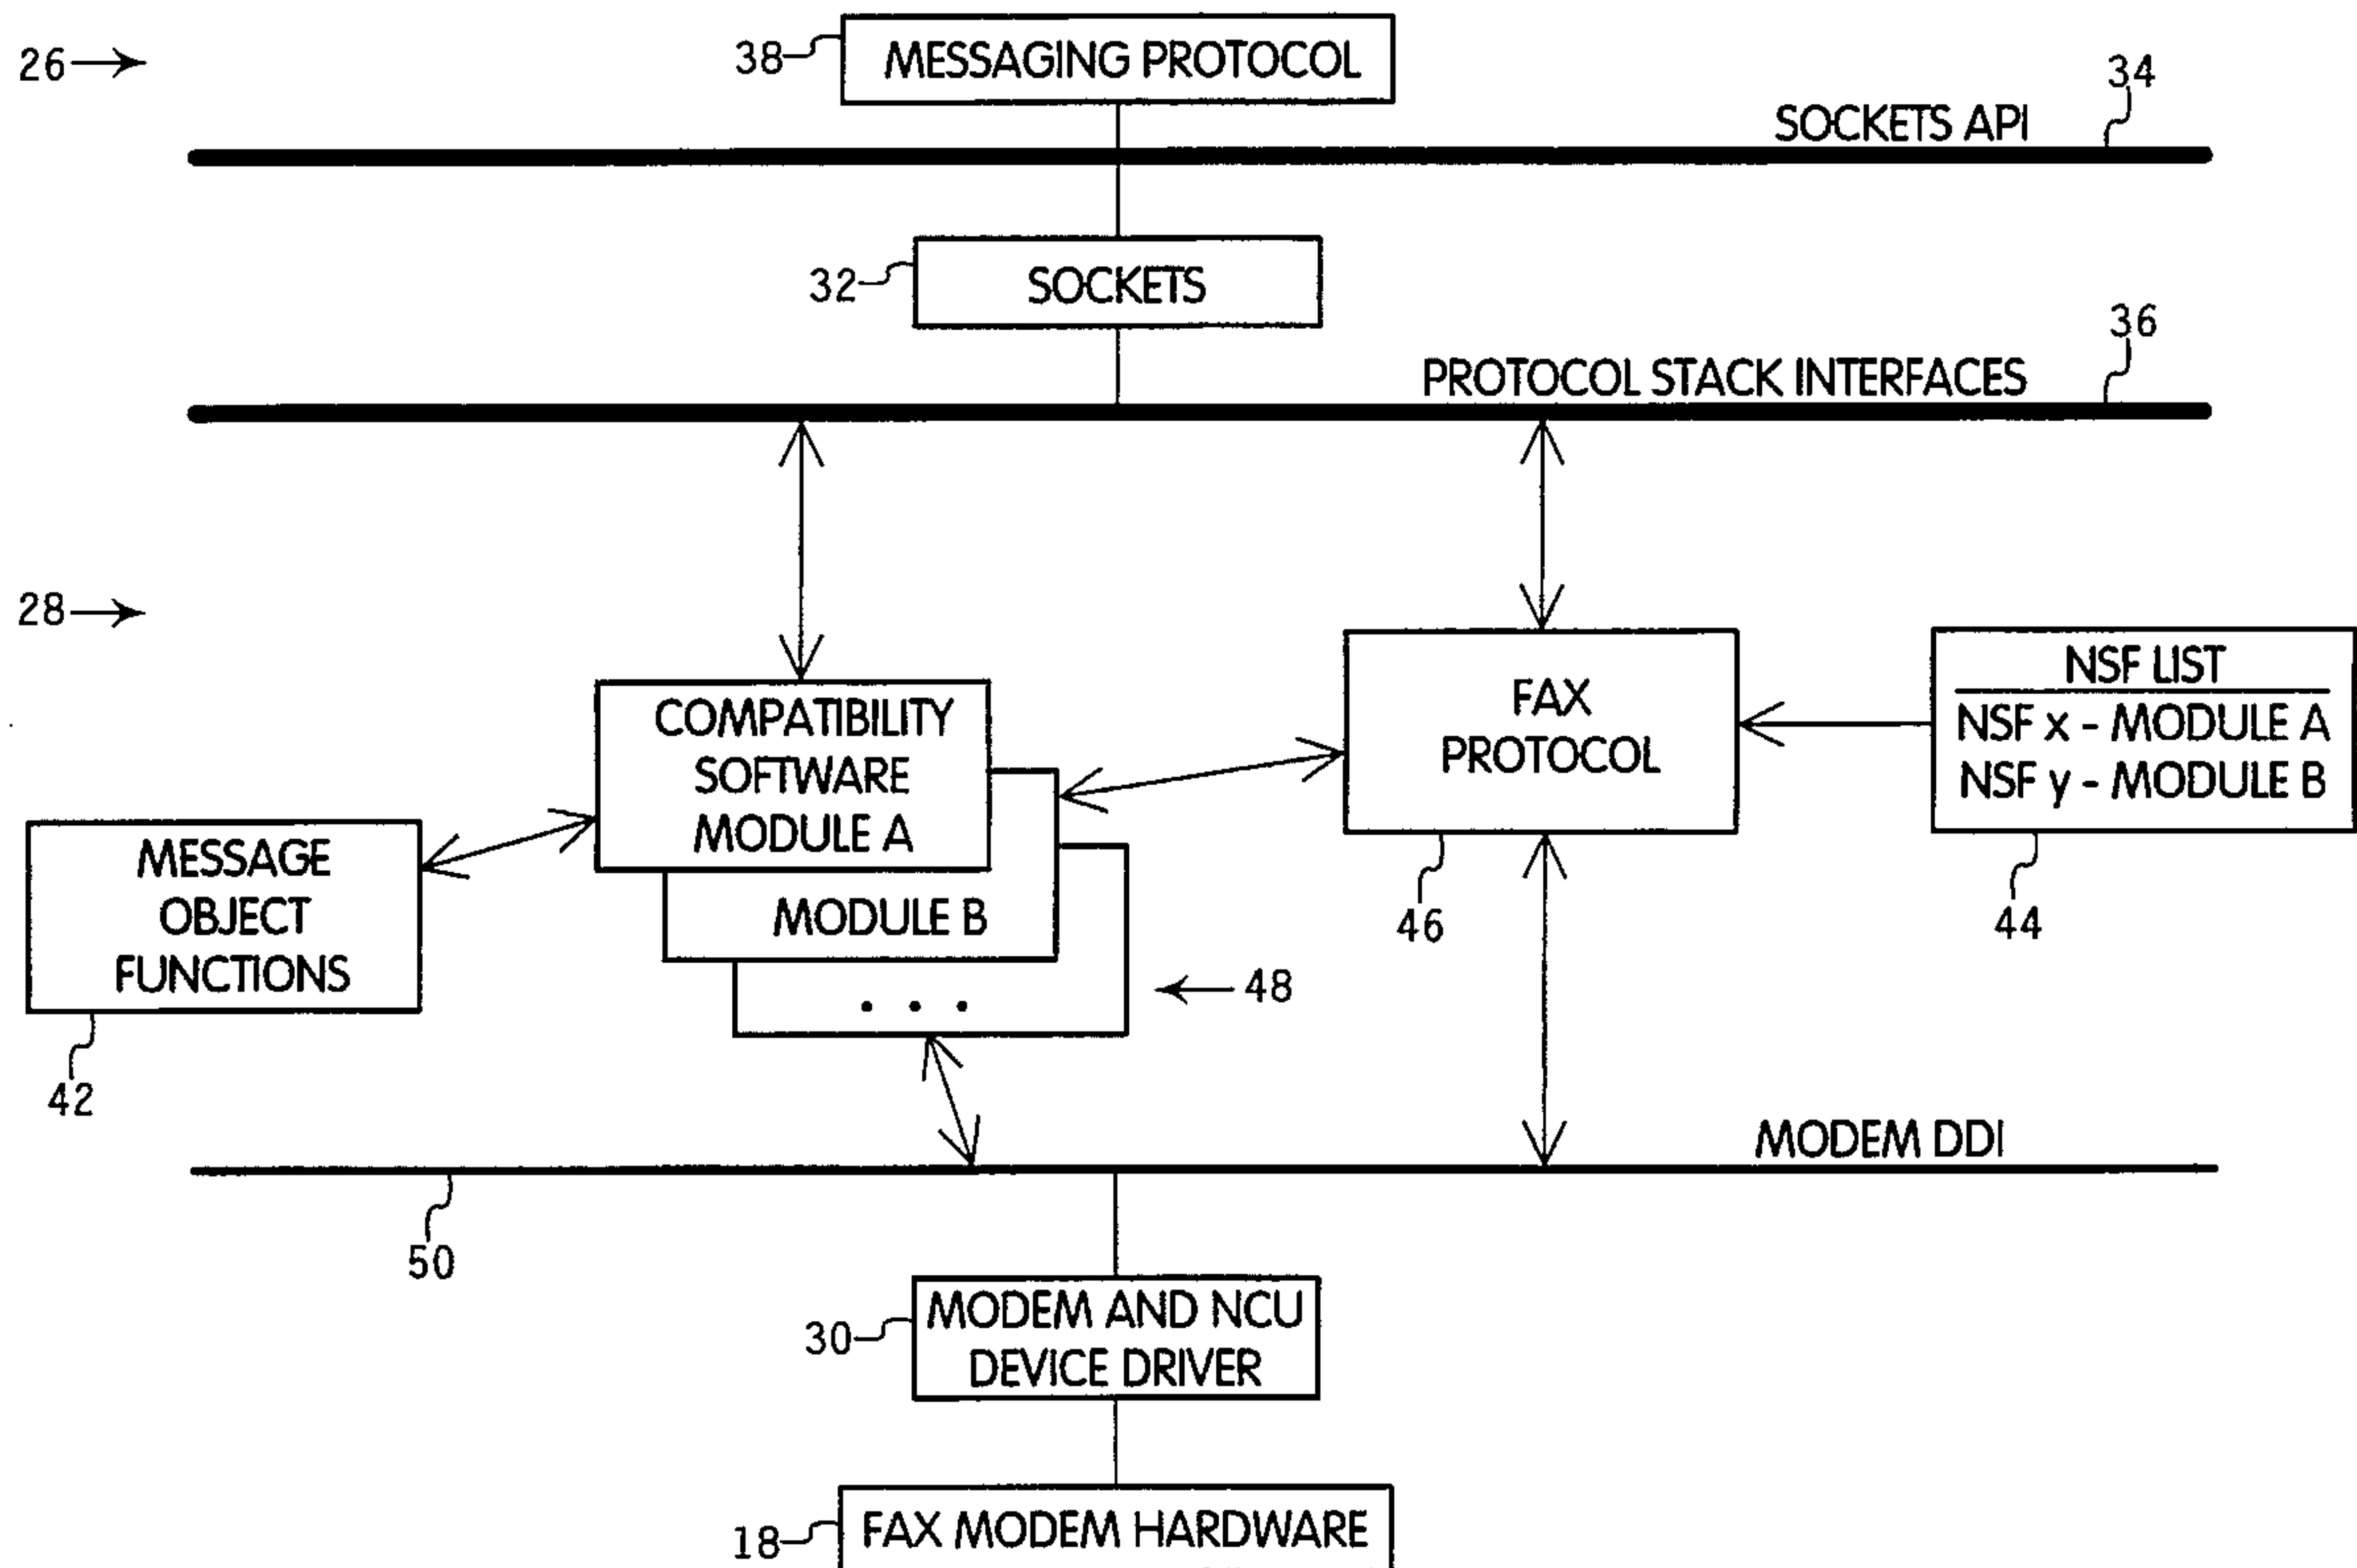 38
MESSAGING PROTOCOL
26
34
SOCKETS API
32
SOCKETS
36
PROTOCOL STACK INTERFACES
28
COMPATIBILITY
SOFTWARE
MODULE A
MODULE B
. . .
48
FAX
PROTOCOL
46
NSF LIST
NSF x - MODULE A
NSF y - MODULE B
44
MESSAGE
OBJECT
FUNCTIONS
42
MODEM DDI
50
30
MODEM AND NCU
DEVICE DRIVER
18
FAX MODEM HARDWARE